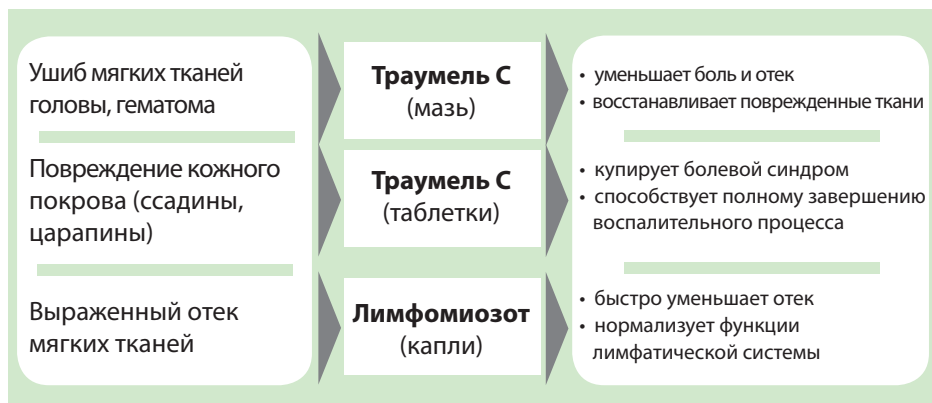 Ушиб мягких тканей
головы, гематома
Траумель С
(мазь)
• уменьшает боль и отек
• восстанавливает поврежденные ткани
Повреждение кожного
покрова (ссадины,
царапины)
Траумель С
(таблетки)
• купирует болевой синдром
• способствует полному завершению
воспалительного процесса
Выраженный отек
мягких тканей
Лимфомиозот
(капли)
• быстро уменьшает отек
• нормализует функции
лимфатической системы